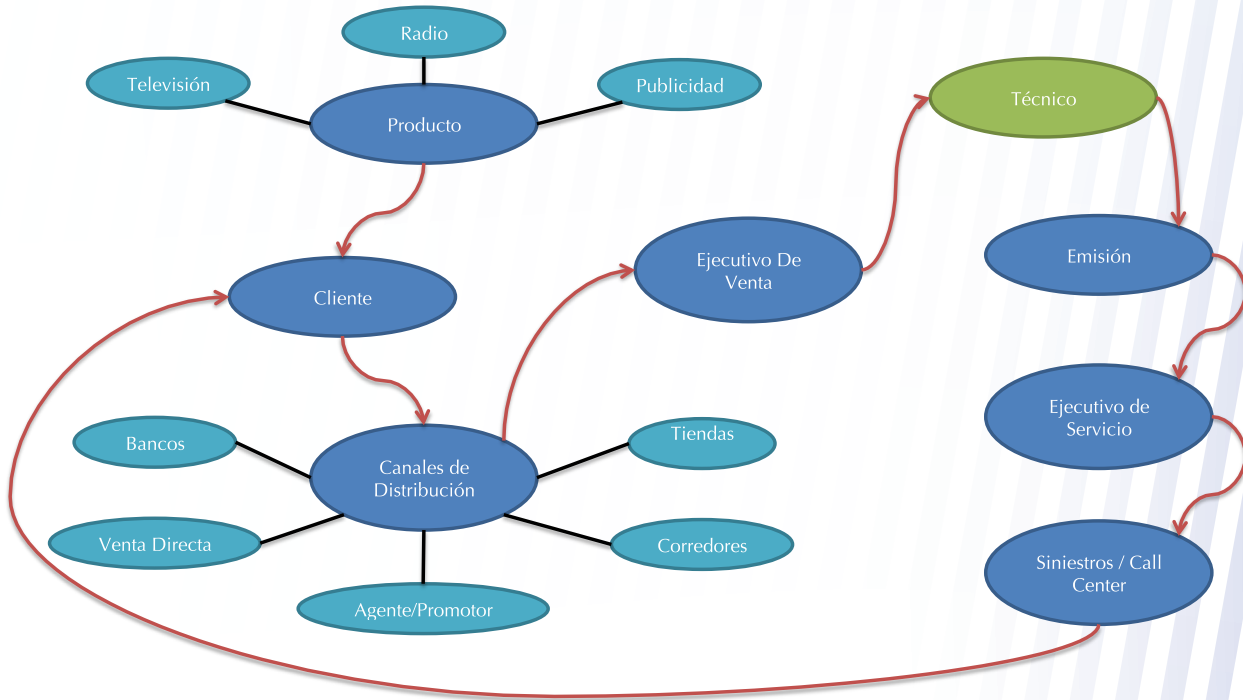 Radio
Televisión
Publicidad
Producto
Técnico
Ejecutivo De
Venta
Emisión
Cliente
Ejecutivo de
Servicio
Bancos
Tiendas
Canales de
Distribución
Venta Directa
Corredores
Agente/Promotor
Siniestros / Call
Center